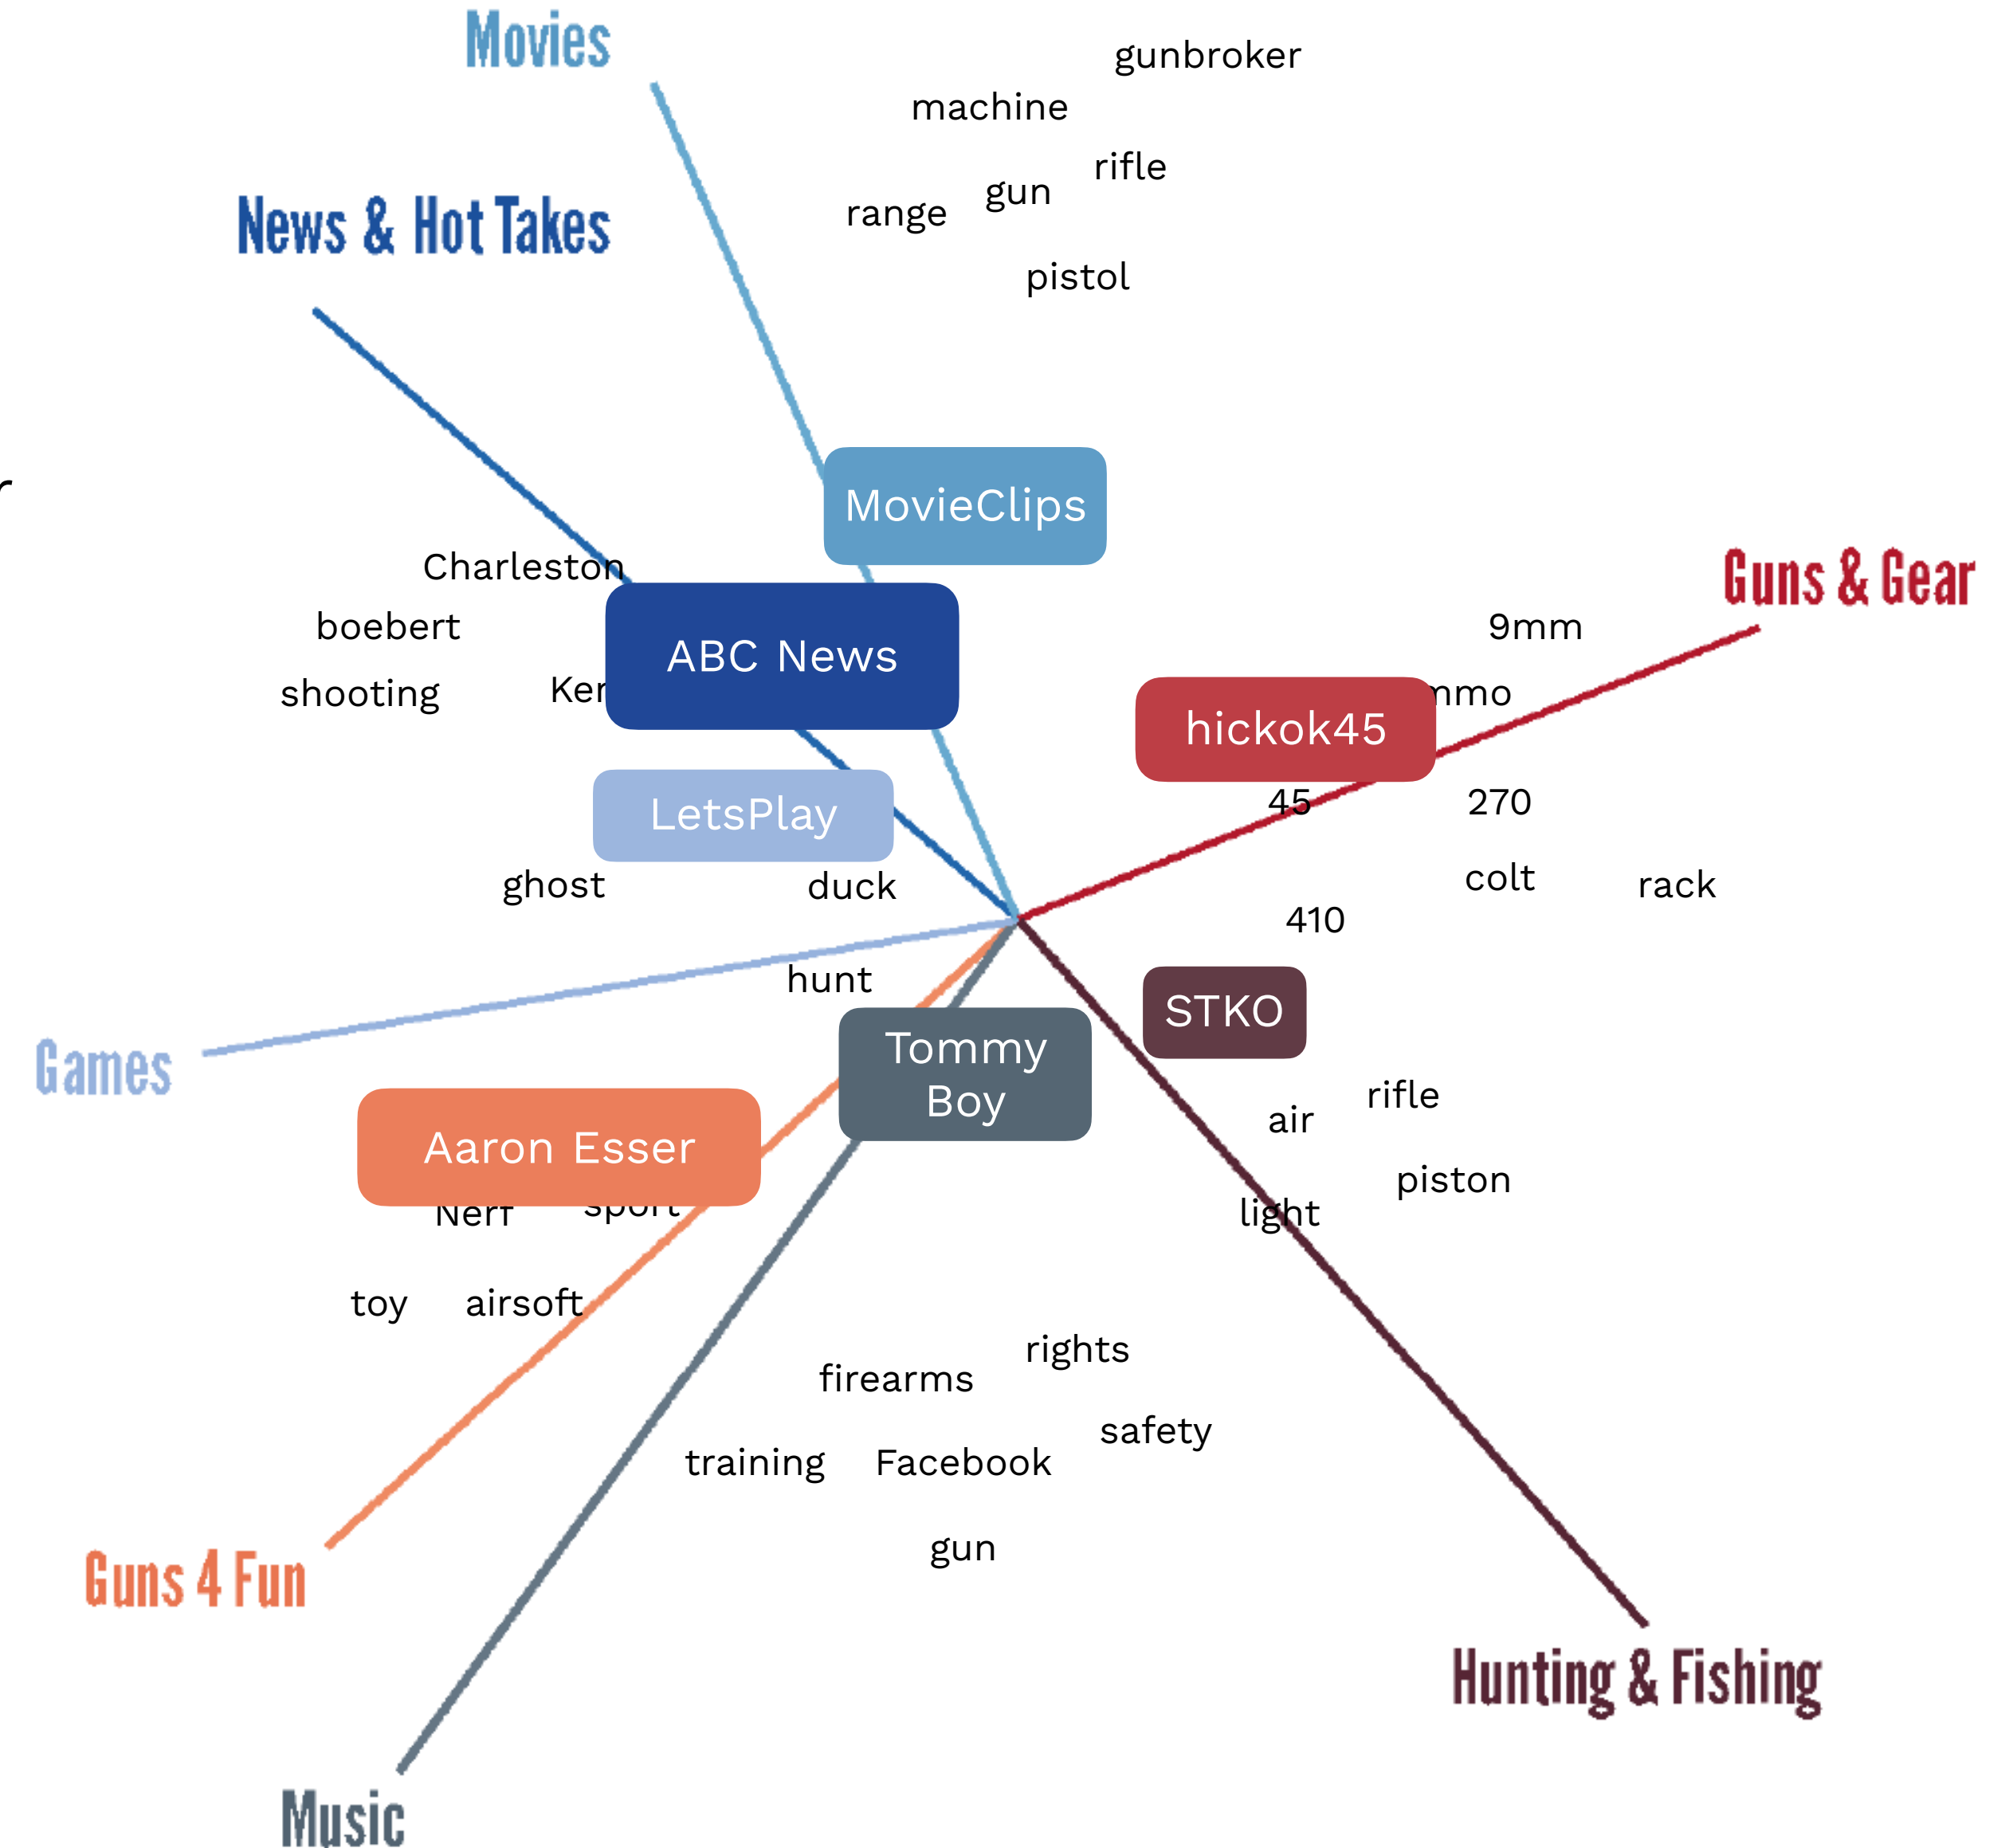 Movies
gunbroker
machine
rifle
gun
range
News & Hot Takes
pistol
r
MovieClips
Charleston
Guns & Gear
boebert
9mm
ABC News
shooting
hickok45
LetsPlay
45
270
ghost
duck
colt
rack
410
hunt
STKO
Games
Tommy
Boy
air
rifle
Aaron Esser
piston
Nerf
sport
light
toy
airsoft
rights
firearms
safety
training
Facebook
gun
Guns 4 Fun
Hunting & Fishing
Music